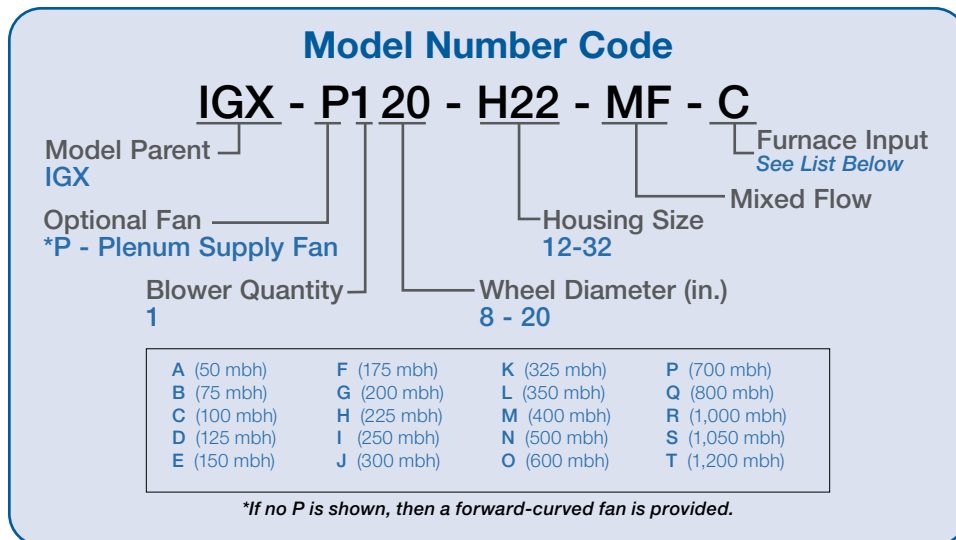 Model Number Code
IGX - P120 - H22 - MF - C
Model Parent
IGX
Furnace Input
See List Below
Mixed Flow
Optional Fan
*P - Plenum Supply Fan
Housing Size
12-32
Blower Quantity
1
Wheel Diameter (in.)
8 - 20
A (50 mbh) F (175 mbh) K (325 mbh) P (700 mbh)
B (75 mbh) G (200 mbh) L (350 mbh) Q (800 mbh)
C (100 mbh) H (225 mbh) M (400 mbh) R (1,000 mbh)
D (125 mbh) I (250 mbh) N (500 mbh) S (1,050 mbh)
E (150 mbh) J (300 mbh) O (600 mbh) T (1,200 mbh)
*If no P is shown, then a forward-curved fan is provided.